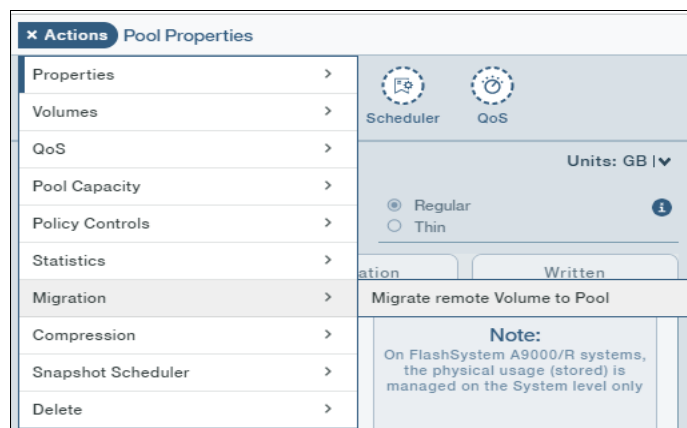 × Actions Pool Properties
Properties >
Volumes >
QoS >
Pool Capacity >
Policy Controls >
Statistics >
Migration >
Compression >
Snapshot Scheduler >
Delete >
Scheduler QoS
Units: GB |
Regular
Thin
Written
Migrate remote Volume to Pool
Note:
On FlashSystem A9000/R systems,
the physical usage (stored) is
managed on the System level only